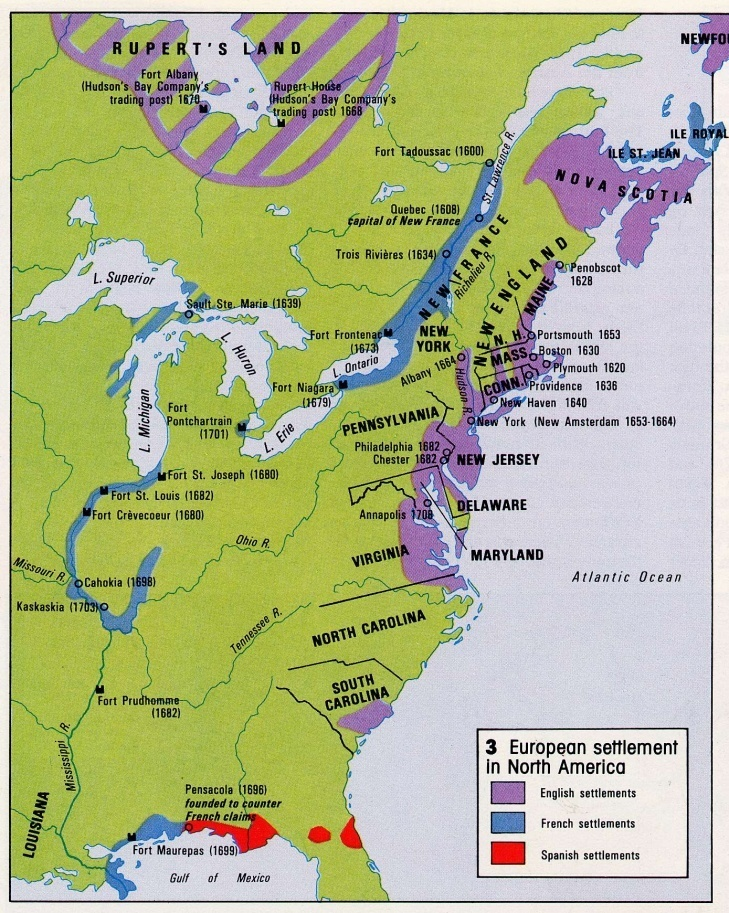 RUPERT'S LAND
NEWFOU
Fort Albany
(Hudson's Bay Company's
trading post) 1670
Rupert House
(Hudson's Bay Company's
trading post) 1668
ILE ROYAL
Fort Tadoussac (1600)
St. Lawrence R.
ILE ST. JEAN
NOVA SCOTIA
Quebec (1608)
capital of New France
Trois Rivières (1634)
NEW FRANCE
Richelieu R.
NEW ENGLAND
Penobscot
1628
MAINE
L. Superior
Sault Ste. Marie (1639)
L. Huron
Fort Frontenac
(1673)
NEW
YORK
N. H.
Portsmouth 1653
MASS.
Boston 1630
L. Ontario
Albany 1664
Plymouth 1620
Hudson R.
CONN.
Providence 1636
Fort Niagara
(1679)
New Haven 1640
L. Michigan
Fort
Pontchartrain
(1701)
L. Erie
PENNSYLVANIA
New York (New Amsterdam 1653-1664)
Philadelphia 1682
Chester 1682
NEW JERSEY
Fort St. Joseph (1680)
Fort St. Louis (1682)
Fort Crèvecoeur (1680)
Annapolis 1708
DELAWARE
Ohio R.
VIRGINIA
MARYLAND
Missouri R.
Cahokia (1698)
Atlantic Ocean
Kaskaskia (1703)
Tennessee R.
NORTH CAROLINA
SOUTH
CAROLINA
Fort Prudhomme
(1682)
Mississippi R.
LOUISIANA
Pensacola (1696)
founded to counter
French claims
Fort Maurepas (1699)
Gulf of Mexico
3 European settlement
in North America
English settlements
French settlements
Spanish settlements